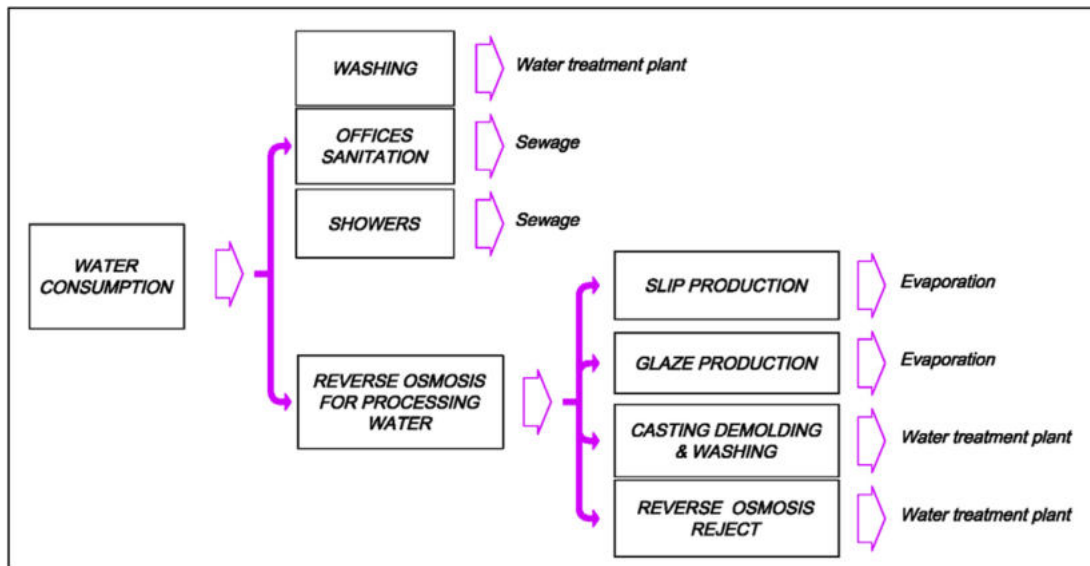 WASHING
Water treatment plant
OFFICES
SANITATION
Sewage
SHOWERS
Sewage
WATER
CONSUMPTION
SLIP PRODUCTION
Evaporation
GLAZE PRODUCTION
Evaporation
REVERSE OSMOSIS
FOR PROCESSING
WATER
CASTING DEMOLDING
& WASHING
Water treatment plant
REVERSE OSMOSIS
REJECT
Water treatment plant